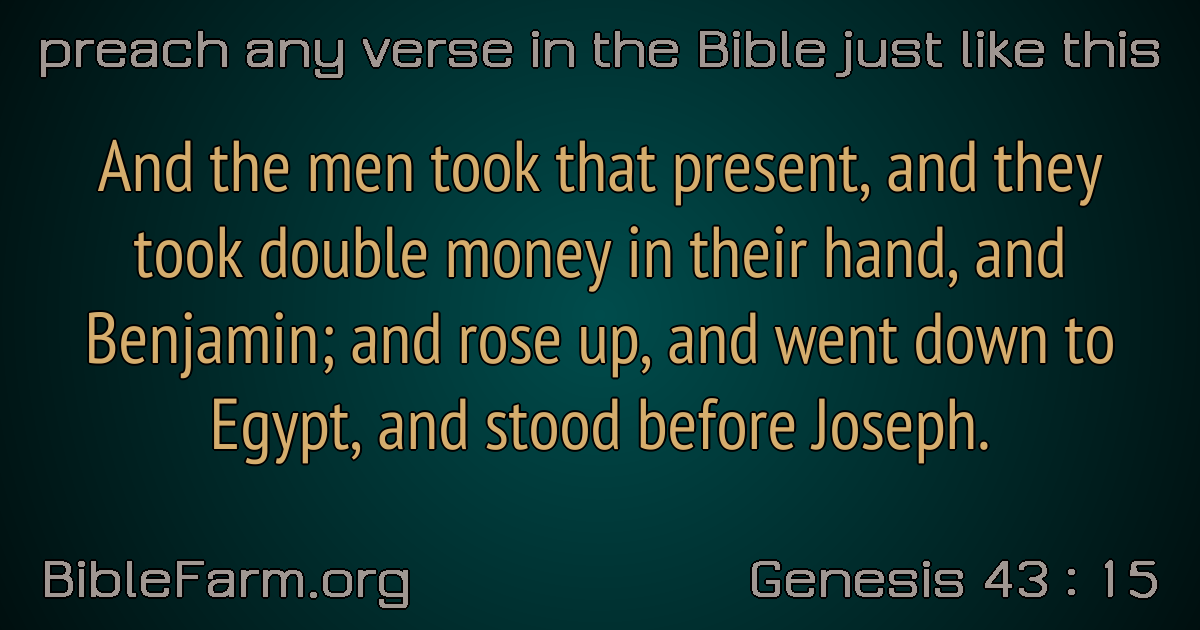 preach any verse in the Bible just like this
And the men took that present, and they
took double money in their hand, and
Benjamin; and rose up, and went down to
Egypt, and stood before Joseph.
BibleFarm.org
Genesis 43 : 15